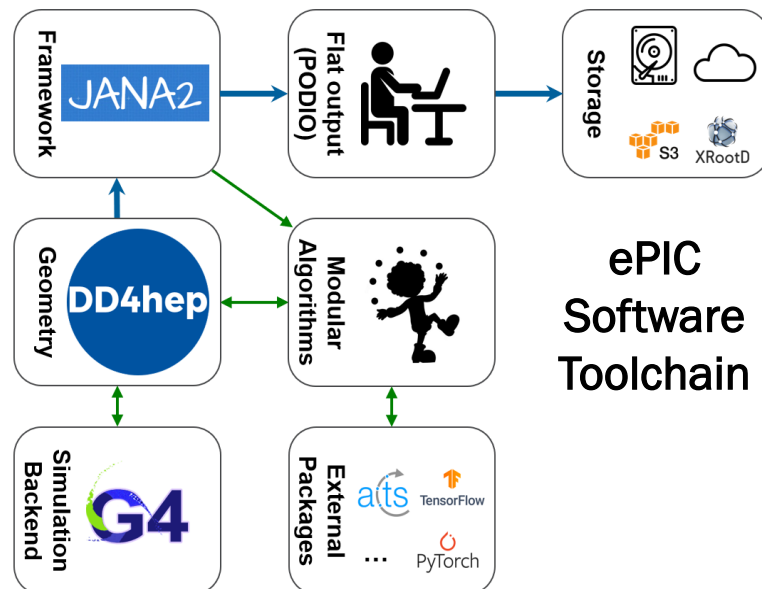 Framework
JANA2
Flat output
(PODIO)
Storage
S3
XRootD
Geometry
DD4hep
Modular
Algorithms
ePIC
Software
Toolchain
Simulation
Backend
G4
External
Packages
acts
TensorFlow
...
PyTorch